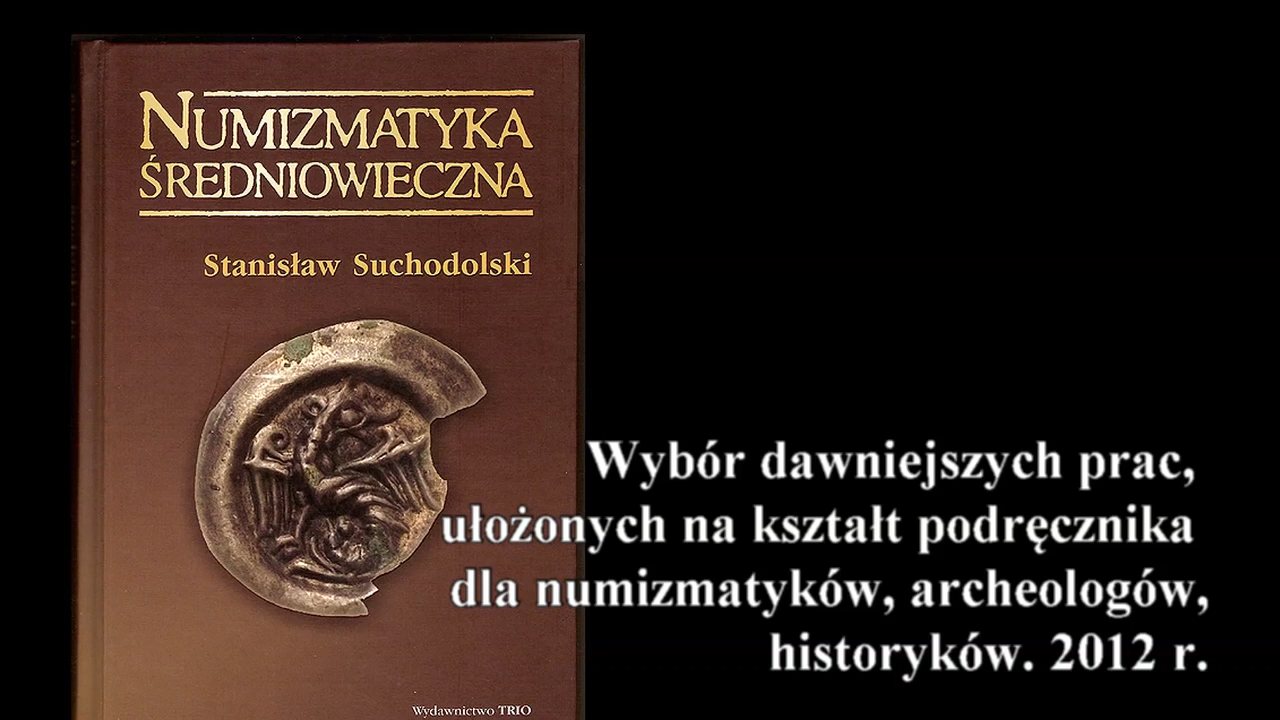 NUMIZMATYKA
ŚREDNIOWIECZNA
Stanisław Suchodolski
Wybór dawniejszych prac,
ułożonych na kształt podręcznika
dla numizmatyków, archeologów,
historyków. 2012 r.
Wydawnictwo TRIO